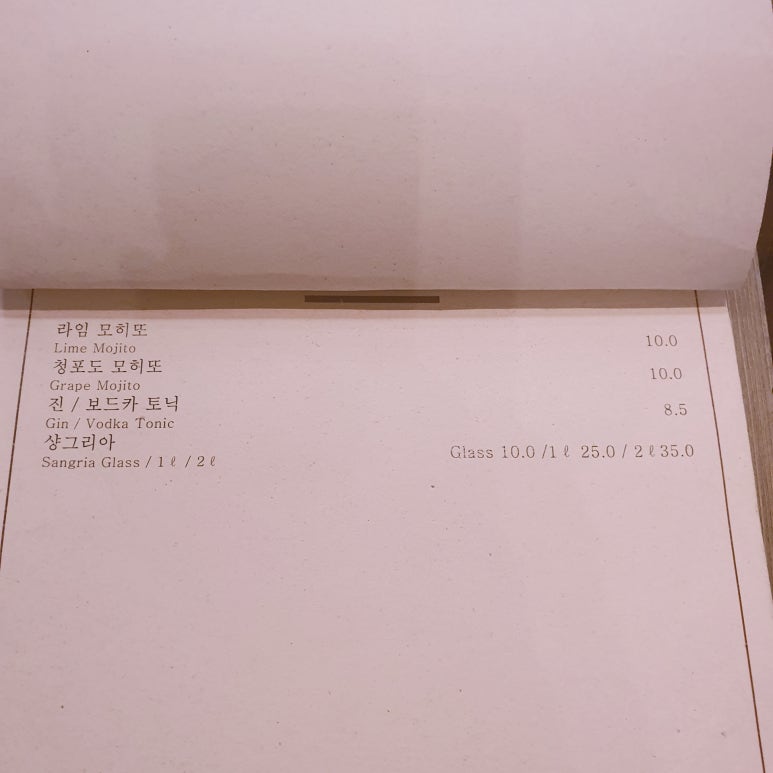 라임 모히또
Lime Mojito 10.0
청포도 모히또
Grape Mojito 10.0
진 / 보드카 토닉
Gin / Vodka Tonic 8.5
샹그리아
Sangria Glass / 1 ℓ / 2 ℓ Glass 10.0 /1 ℓ 25.0 / 2 ℓ 35.0